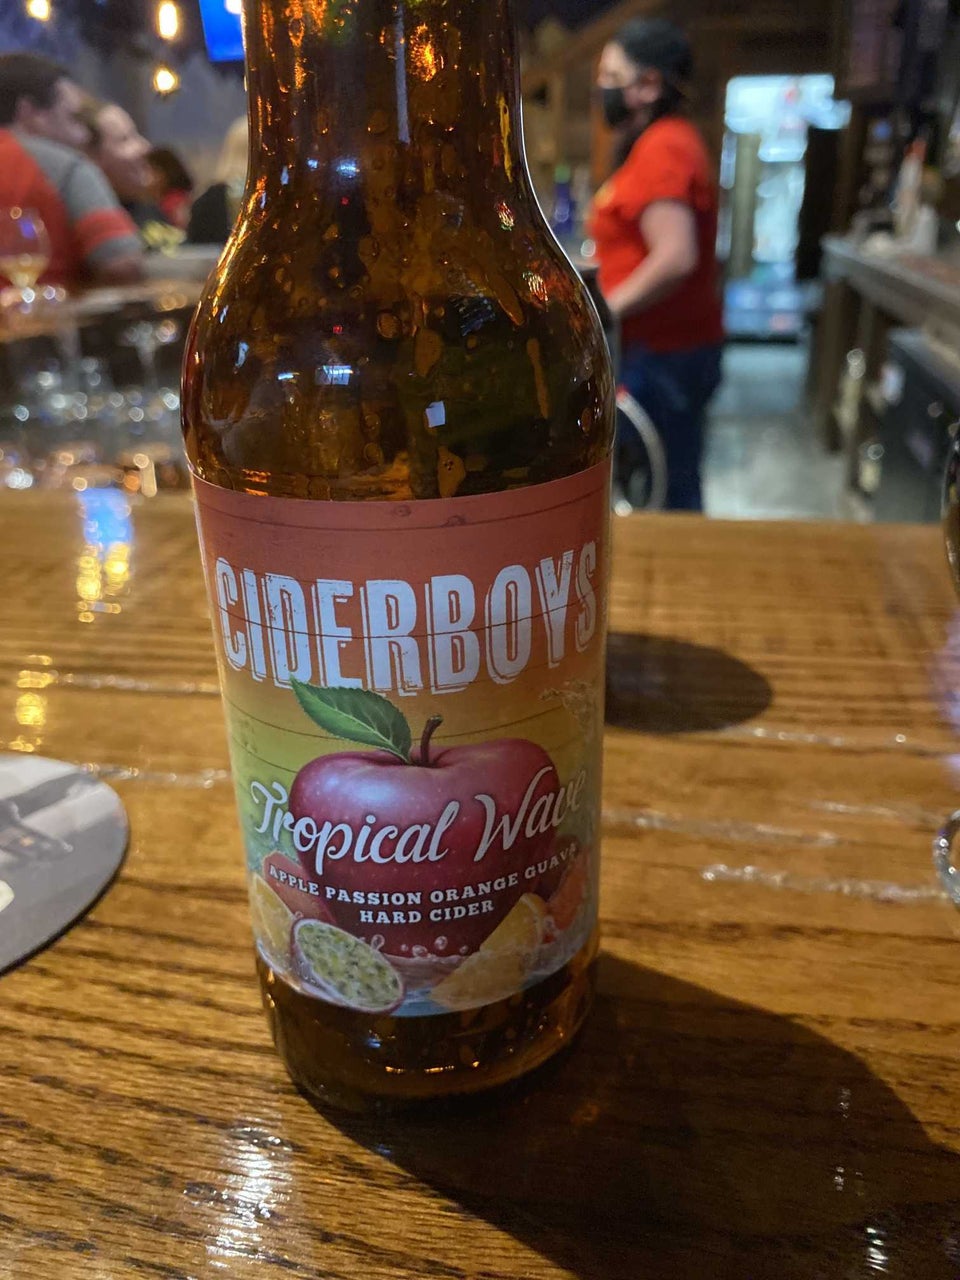 CIDERBOYS
Tropical Wave
APPLE PASSION ORANGE GUAVA
HARD CIDER